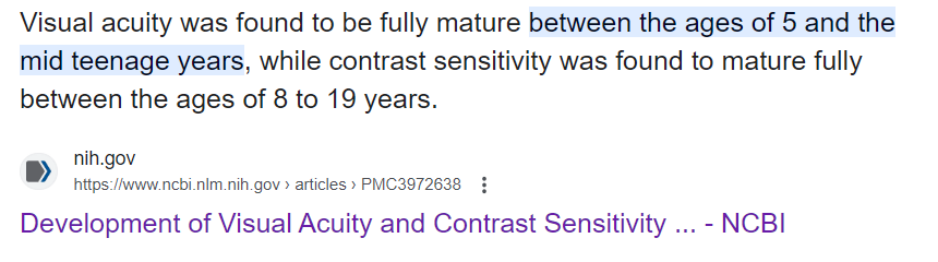 Visual acuity was found to be fully mature between the ages of 5 and the
mid teenage years, while contrast sensitivity was found to mature fully
between the ages of 8 to 19 years.
nih.gov
https://www.ncbi.nlm.nih.gov › articles › PMC3972638
Development of Visual Acuity and Contrast Sensitivity ... - NCBI